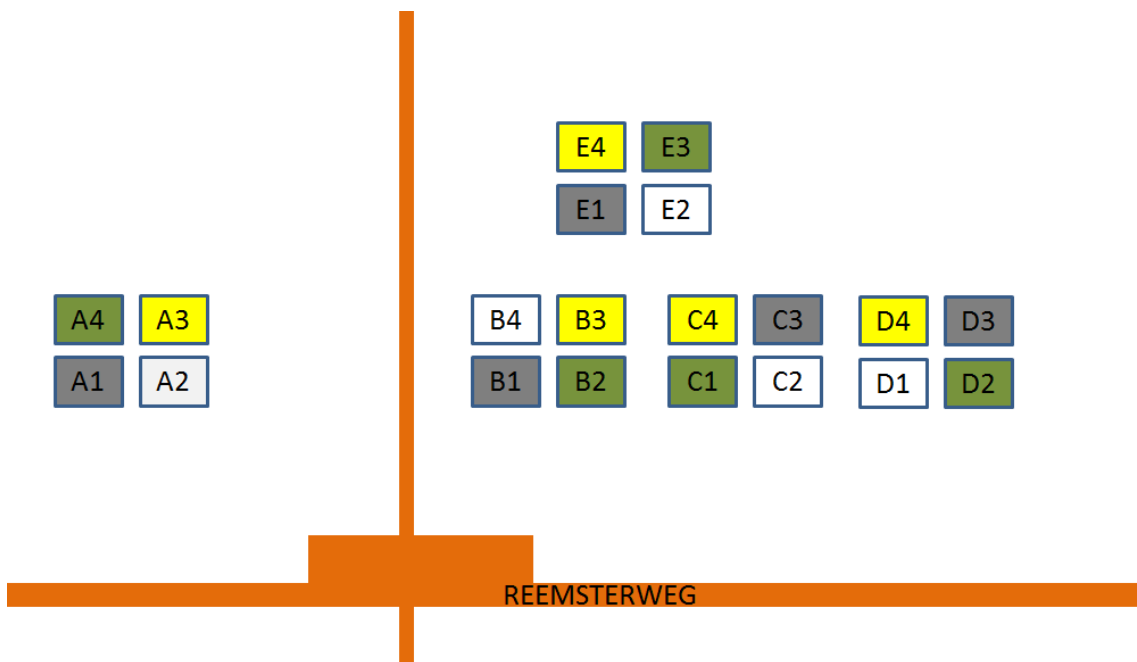 E4 E3
E1 E2
A4 A3 B4 B3 C4 C3 D4 D3
A1 A2 B1 B2 C1 C2 D1 D2
REEMSTERWEG